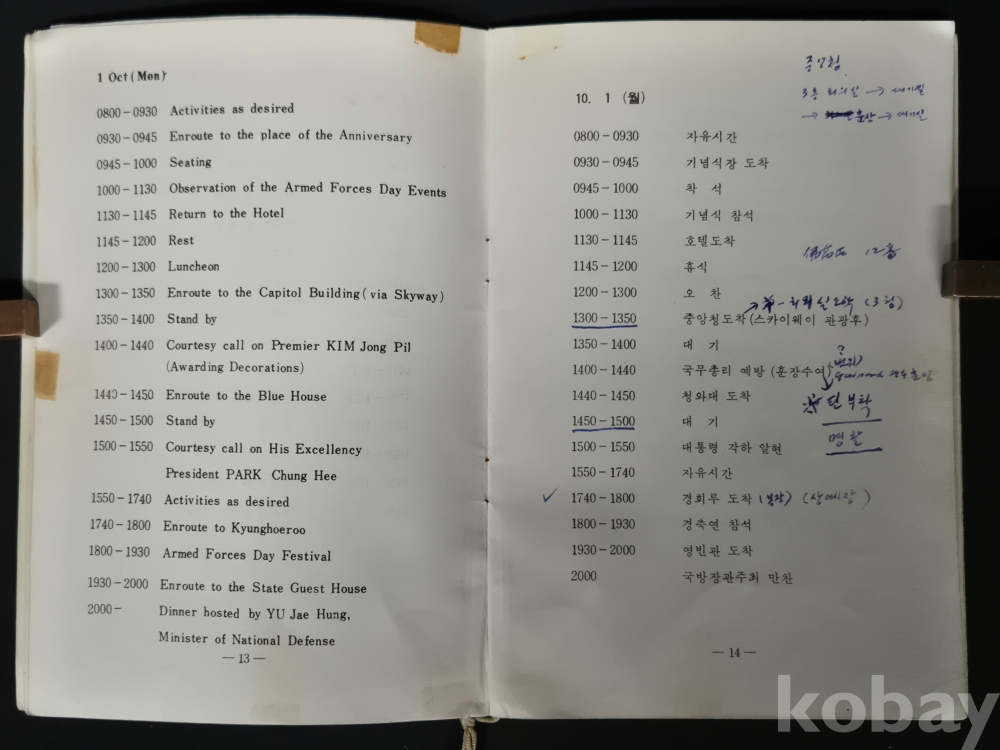 1 Oct (Mon)
0800-0930 Activities as desired
0930-0945 Enroute to the place of the Anniversary
0945-1000 Seating
1000-1130 Observation of the Armed Forces Day Events
1130-1145 Return to the Hotel
1145-1200 Rest
1200-1300 Luncheon
1300-1350 Enroute to the Capitol Building (via Skyway)
1350-1400 Stand by
1400-1440 Courtesy call on Premier KIM Jong Pil
(Awarding Decorations)
1440-1450 Enroute to the Blue House
1450-1500 Stand by
1500-1550 Courtesy call on His Excellency
President PARK Chung Hee
1550-1740 Activities as desired
1740-1800 Enroute to Kyunghoeroo
1800-1930 Armed Forces Day Festival
1930-2000 Enroute to the State Guest House
2000- Dinner hosted by YU Jae Hung,
Minister of National Defense
— 13 —
중앙청
3층 회의실 →
10. 1 (월)
0800-0930 자유시간
0930-0945 기념식장 도착
0945-1000 착 석
1000-1130 기념식 참석
1130-1145 호텔도착
1145-1200 휴식
1200-1300 오 찬
1300-1350 중앙청도착 (스카이웨이 관광후)
1350-1400 대 기
1400-1440 국무총리 예방 (훈장수여)
1440-1450 청와대 도착
1450-1500 대 기
명찰
1500-1550 대통령 각하 알현
1550-1740 자유시간
1740-1800 경회루 도착
1800-1930 경축연 참석
1930-2000 영빈관 도착
2000 국방장관주최 만찬
— 14 —
kobay